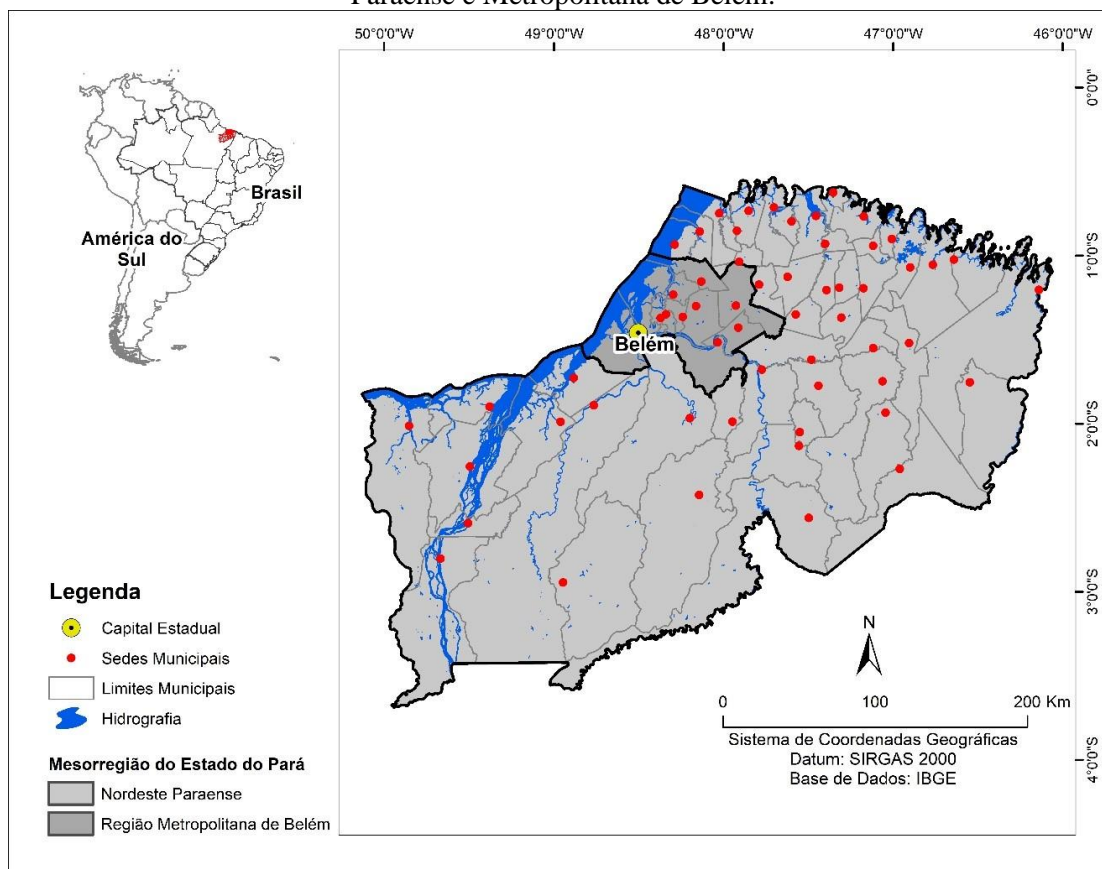 Paraense e Metropolitana de Belém.
50°0'0"W
49°0'0"W
48°0'0"W
47°0'0"W
46°0'0"W
0°0'0"
1°0'0"S
2°0'0"S
3°0'0"S
4°0'0"S
Brasil
América do
Sul
Belém
Legenda
Capital Estadual
Sedes Municipais
Limites Municipais
Hidrografia
Mesorregião do Estado do Pará
Nordeste Paraense
Região Metropolitana de Belém
N
0 100 200 Km
Sistema de Coordenadas Geográficas
Datum: SIRGAS 2000
Base de Dados: IBGE